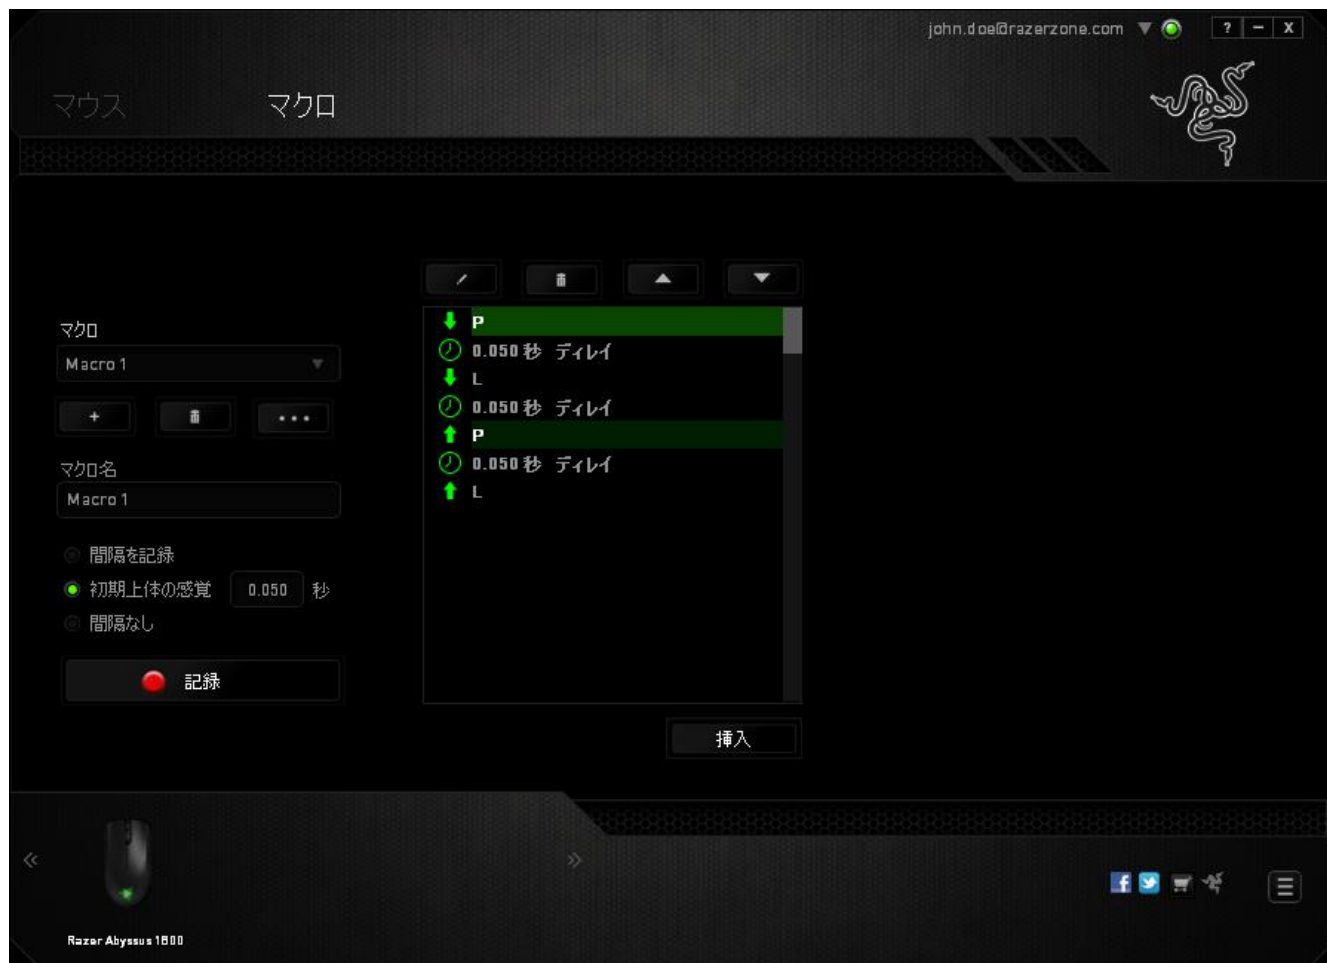 john.doe@razerzone.com
? − X
マウス マクロ
マクロ
Macro 1
+
マクロ名
Macro 1
間隔を記録
初期上体の感覚 0.050 秒
間隔なし
記録
P
0.050 秒 ディレイ
L
0.050 秒 ディレイ
P
0.050 秒 ディレイ
L
挿入
Razer Abyssus 1800